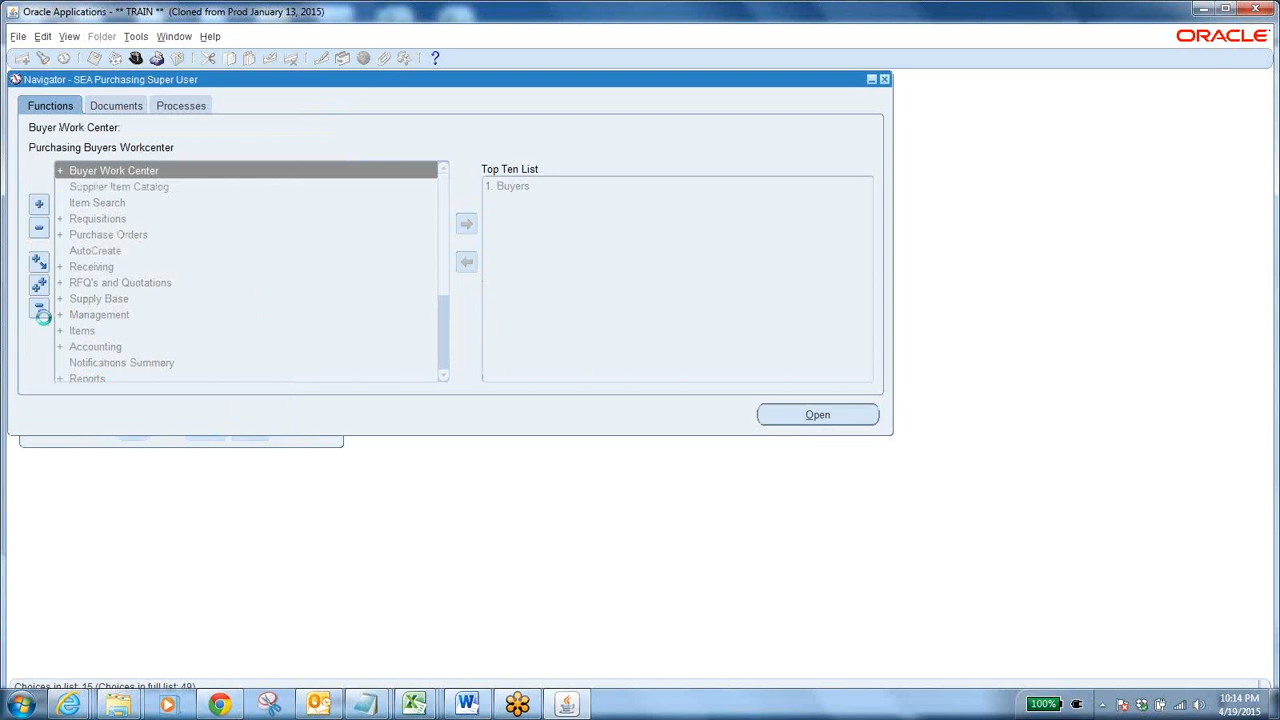 Oracle Applications - ** TRAIN ** (Cloned from Prod January 13, 2015)
File Edit View Folder Tools Window Help
ORACLE
Navigator - SEA Purchasing Super User
Functions Documents Processes
Buyer Work Center:
Purchasing Buyers Workcenter
+ Buyer Work Center
Supplier Item Catalog
Item Search
+ Requisitions
+ Purchase Orders
AutoCreate
+ Receiving
+ RFQ's and Quotations
+ Supply Base
+ Management
+ Items
+ Accounting
Notifications Summary
+ Reports
Top Ten List
1. Buyers
Open
Choices in list: 15 (Choices in full list: 49)
100%
10:14 PM
4/19/2015